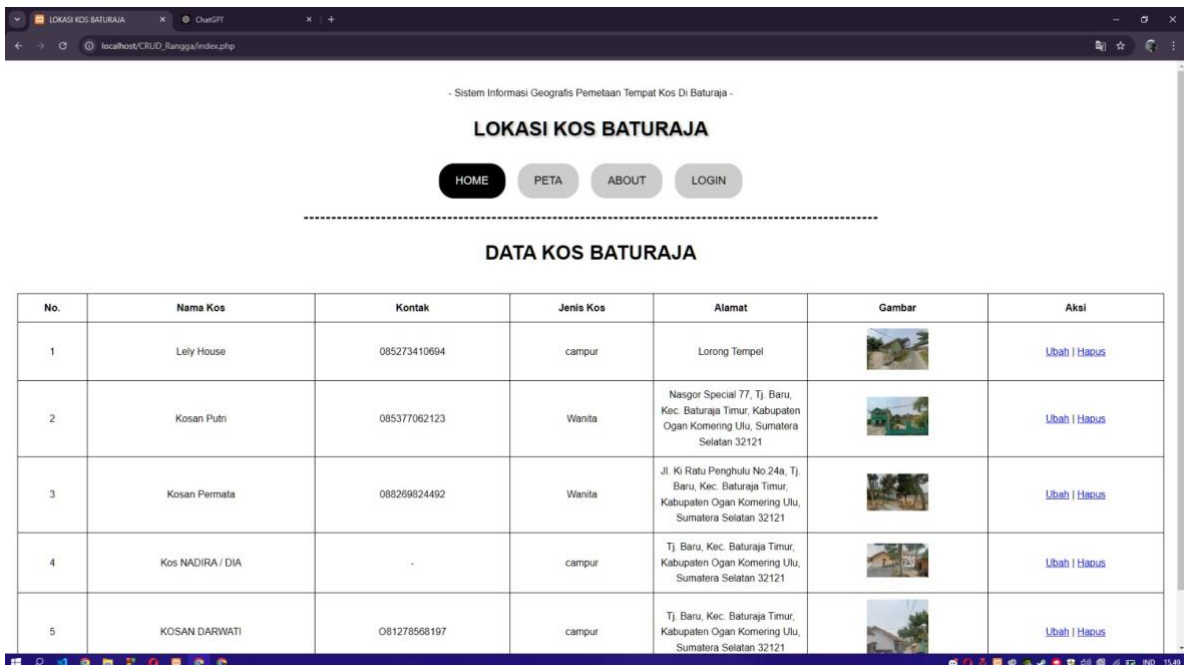 LOKASI KOS BATURAJA
ChatGPT
localhost/CRUD_Rangga/index.php
- Sistem Informasi Geografis Pemetaan Tempat Kos Di Baturaja -
LOKASI KOS BATURAJA
HOME PETA ABOUT LOGIN
DATA KOS BATURAJA
No. Nama Kos Kontak Jenis Kos Alamat Gambar Aksi
1 Lely House 085273410694 campur Lorong Tempel Ubah | Hapus
Nasgor Special 77, Tj. Baru,
Kec. Baturaja Timur, Kabupaten
2 Kosan Putri 085377062123 Wanita Ogan Komering Ulu, Sumatera Ubah | Hapus
Selatan 32121
Jl. Ki Ratu Penghulu No.24a, Tj.
Baru, Kec. Baturaja Timur,
3 Kosan Permata 088269824492 Wanita Kabupaten Ogan Komering Ulu, Ubah | Hapus
Sumatera Selatan 32121
Tj. Baru, Kec. Baturaja Timur,
4 Kos NADIRA / DIA - campur Kabupaten Ogan Komering Ulu, Ubah | Hapus
Sumatera Selatan 32121
Tj. Baru, Kec. Baturaja Timur,
5 KOSAN DARWATI O81278568197 campur Kabupaten Ogan Komering Ulu, Ubah | Hapus
Sumatera Selatan 32121
IND 15.49